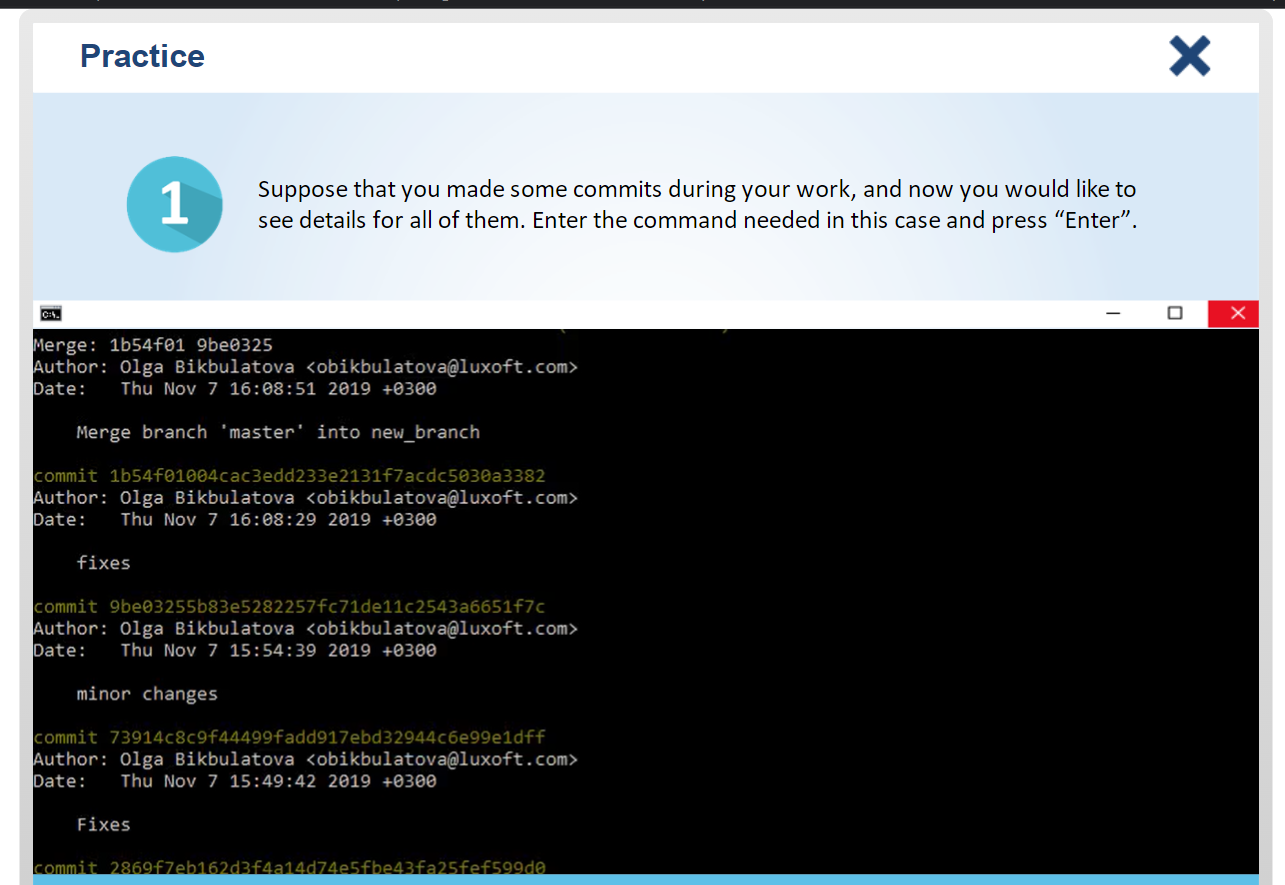 Practice
1
Suppose that you made some commits during your work, and now you would like to
see details for all of them. Enter the command needed in this case and press “Enter”.
C:\_
Merge: 1b54f01 9be0325
Author: Olga Bikbulatova <obikbulatova@luxoft.com>
Date:   Thu Nov 7 16:08:51 2019 +0300
Merge branch 'master' into new_branch
commit 1b54f01004cac3edd233e2131f7acdc5030a3382
Author: Olga Bikbulatova <obikbulatova@luxoft.com>
Date:   Thu Nov 7 16:08:29 2019 +0300
fixes
commit 9be03255b83e5282257fc71de11c2543a6651f7c
Author: Olga Bikbulatova <obikbulatova@luxoft.com>
Date:   Thu Nov 7 15:54:39 2019 +0300
minor changes
commit 73914c8c9f44499fadd917ebd32944c6e99e1dff
Author: Olga Bikbulatova <obikbulatova@luxoft.com>
Date:   Thu Nov 7 15:49:42 2019 +0300
Fixes
commit 2869f7eb162d3f4a14d74e5fbe43fa25fef599d0